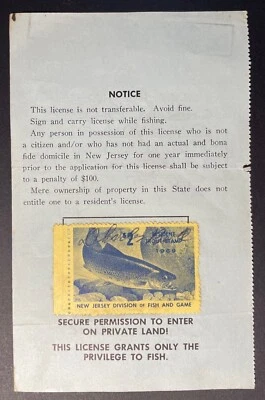 NOTICE
This license is not transferable. Avoid fine.
Sign and carry license while fishing.
Any person in possession of this license who is not
a citizen and/or who has not had an actual and bona
fide domicile in New Jersey for one year immediately
prior to the application for this license shall be subject
to a penalty of $100.
Mere ownership of property in this State does not
entitle one to a resident's license.
$2
NEW JERSEY DIVISION of FISH AND GAME
SECURE PERMISSION TO ENTER
ON PRIVATE LAND!
THIS LICENSE GRANTS ONLY THE
PRIVILEGE TO FISH.